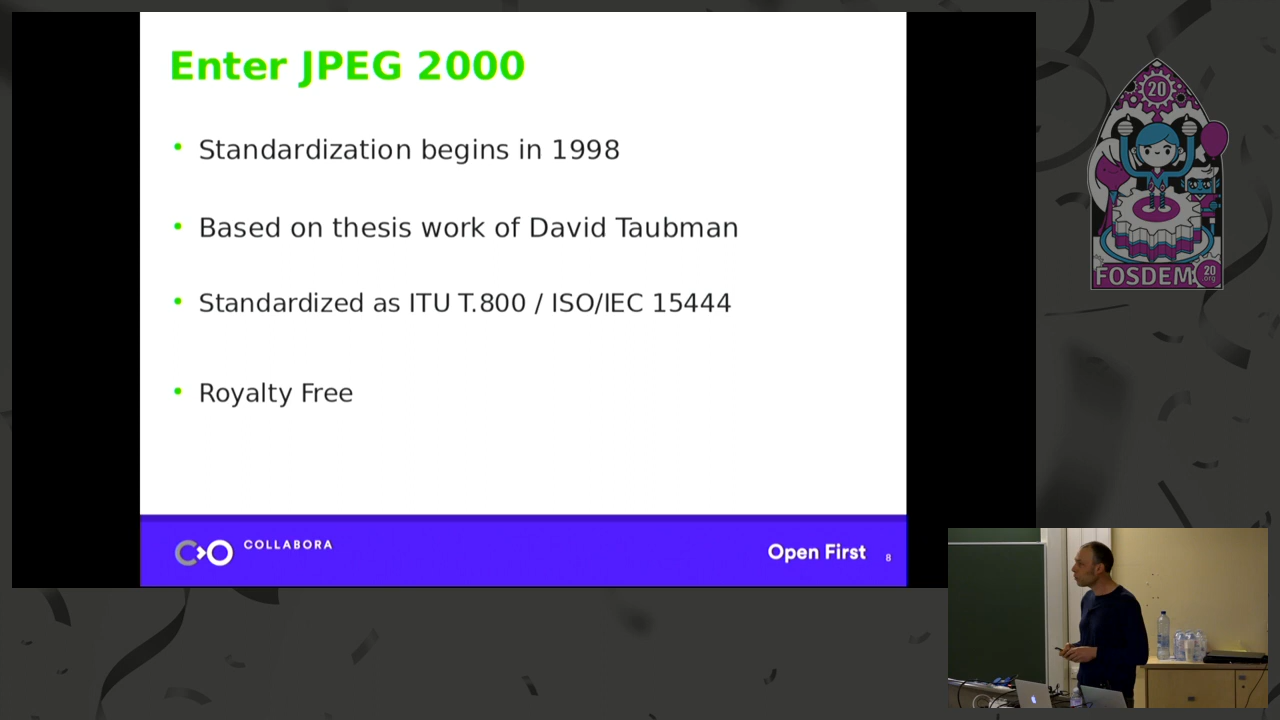 Enter JPEG 2000
Standardization begins in 1998
Based on thesis work of David Taubman
Standardized as ITU T.800 / ISO/IEC 15444
Royalty Free
COLLABORA
Open First
8
20
FOSDEM
20
.org